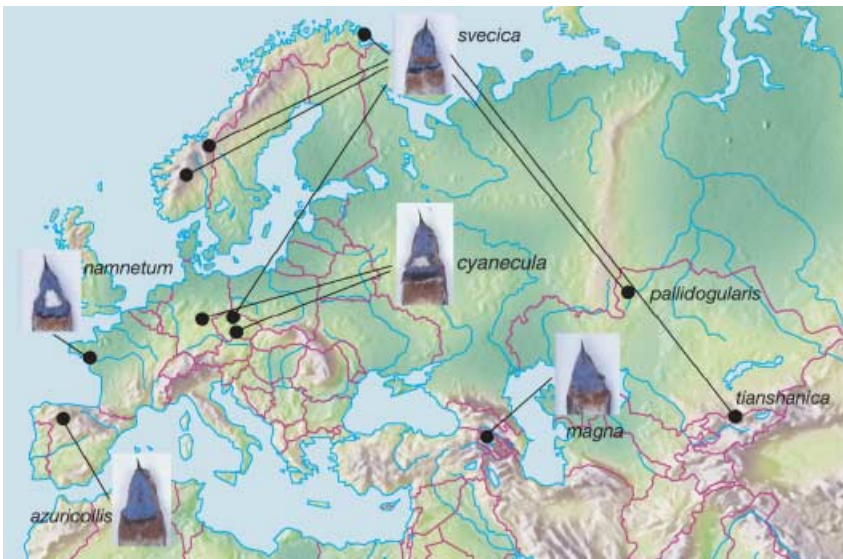 svecica
namnetum
cyanecula
pallidogularis
tianshanica
magna
azuricollis